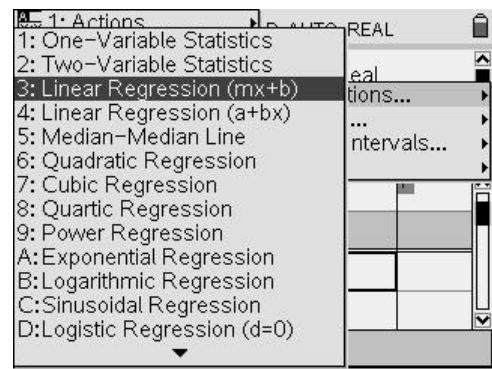 1: Actions
D AUTO REAL
1: One-Variable Statistics
2: Two-Variable Statistics
3: Linear Regression (mx+b)
4: Linear Regression (a+bx)
5: Median-Median Line
6: Quadratic Regression
7: Cubic Regression
8: Quartic Regression
9: Power Regression
A:Exponential Regression
B:Logarithmic Regression
C:Sinusoidal Regression
D:Logistic Regression (d=0)
eal
tions...
...
ntervals...